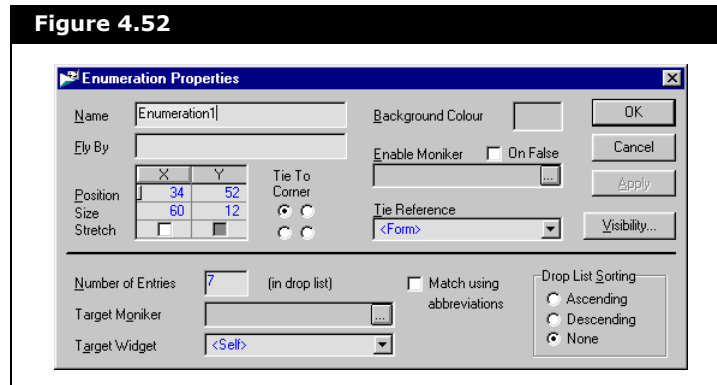 Figure 4.52
Enumeration Properties
Name Enumeration1
Fly By
X Y
Position 34 52
Size 60 12
Stretch
Tie To
Corner
Background Colour
Enable Moniker On False
...
Tie Reference
<Form>
OK
Cancel
Apply
Visibility...
Number of Entries 7 (in drop list)
Target Moniker ...
Target Widget <Self>
Match using
abbreviations
Drop List Sorting
Ascending
Descending
None